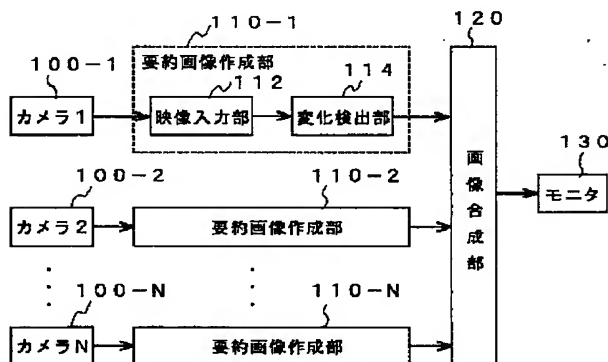 110-1
120
100-1
要約画像作成部
112
114
カメラ1
映像入力部
変化検出部
130
100-2
110-2
画像合成部
モニタ
カメラ2
要約画像作成部
100-N
110-N
カメラN
要約画像作成部